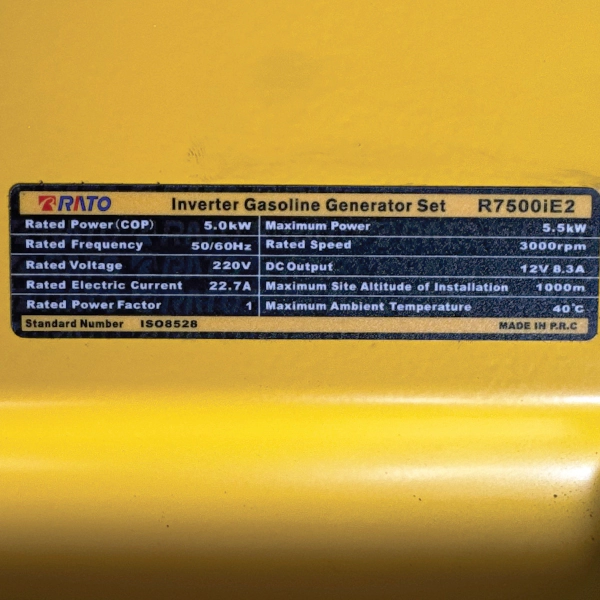 RATO Inverter Gasoline Generator Set R7500iE2
Rated Power(COP) 5.0kW Maximum Power 5.5kW
Rated Frequency 50/60Hz Rated Speed 3000rpm
Rated Voltage 220V DC Output 12V 8.3A
Rated Electric Current 22.7A Maximum Site Altitude of Installation 1000m
Rated Power Factor 1 Maximum Ambient Temperature 40℃
Standard Number ISO8528 MADE IN P.R.C